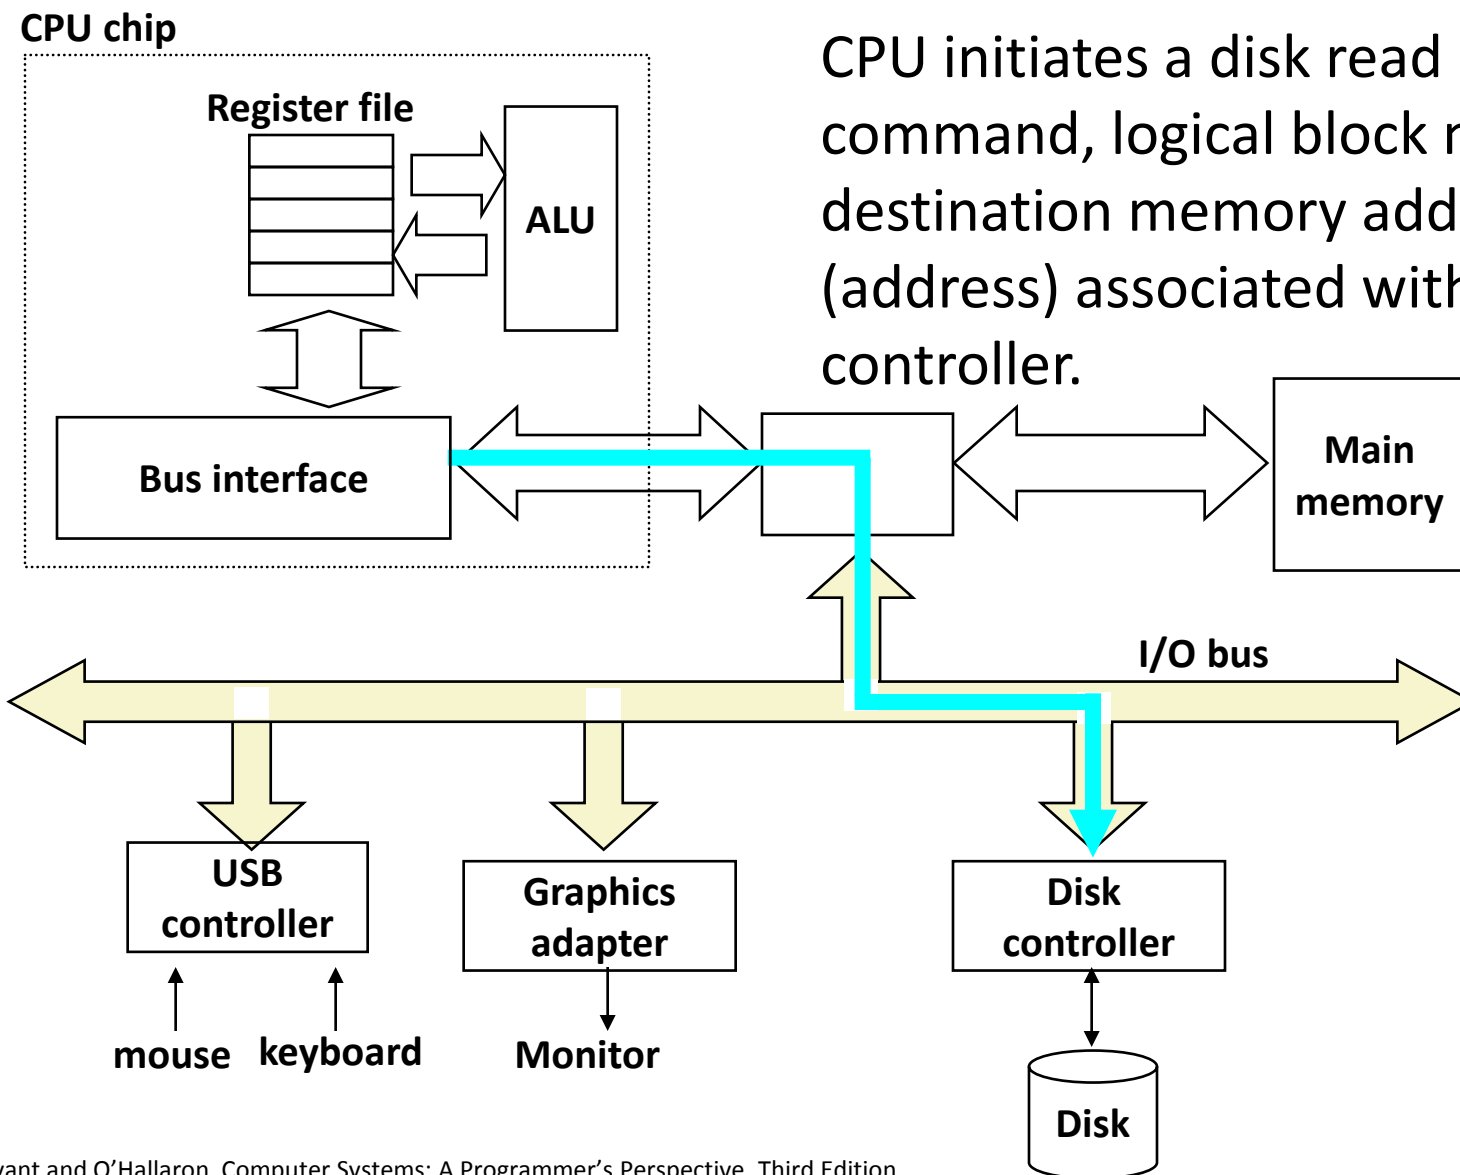 CPU chip
CPU initiates a disk read
command, logical block
destination memory
(address) associated
controller.
Register file
ALU
Bus interface
Main
memory
I/O bus
USB
controller
Graphics
adapter
Disk
controller
mouse
keyboard
Monitor
Disk
and O'Hallaron, Computer Systems: A Programmer's Perspective, Third Edition